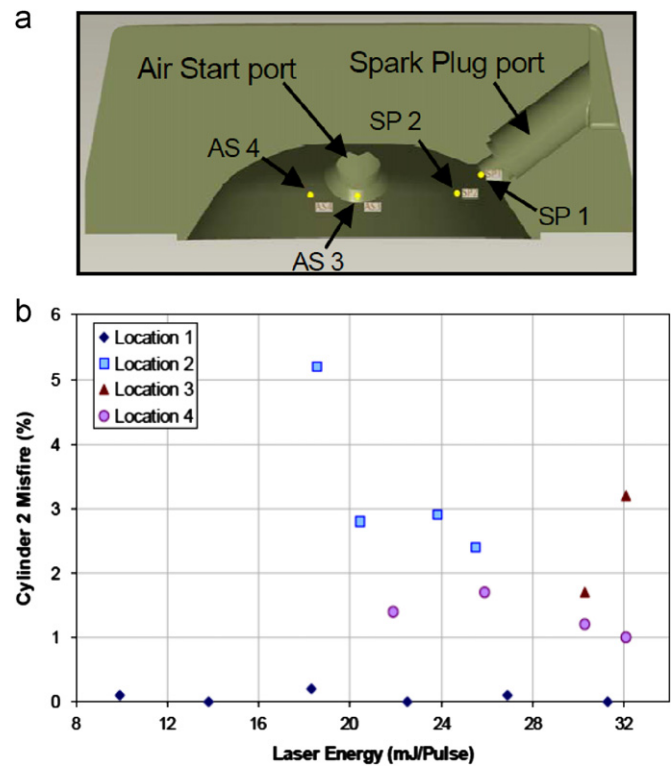 a
Air Start port
Spark Plug port
AS 4
SP 2
SP 1
AS 3
b
Cylinder 2 Misfire (%)
6
5
4
3
2
1
0
Location 1
Location 2
Location 3
Location 4
8 12 16 20 24 28 32
Laser Energy (mJ/Pulse)